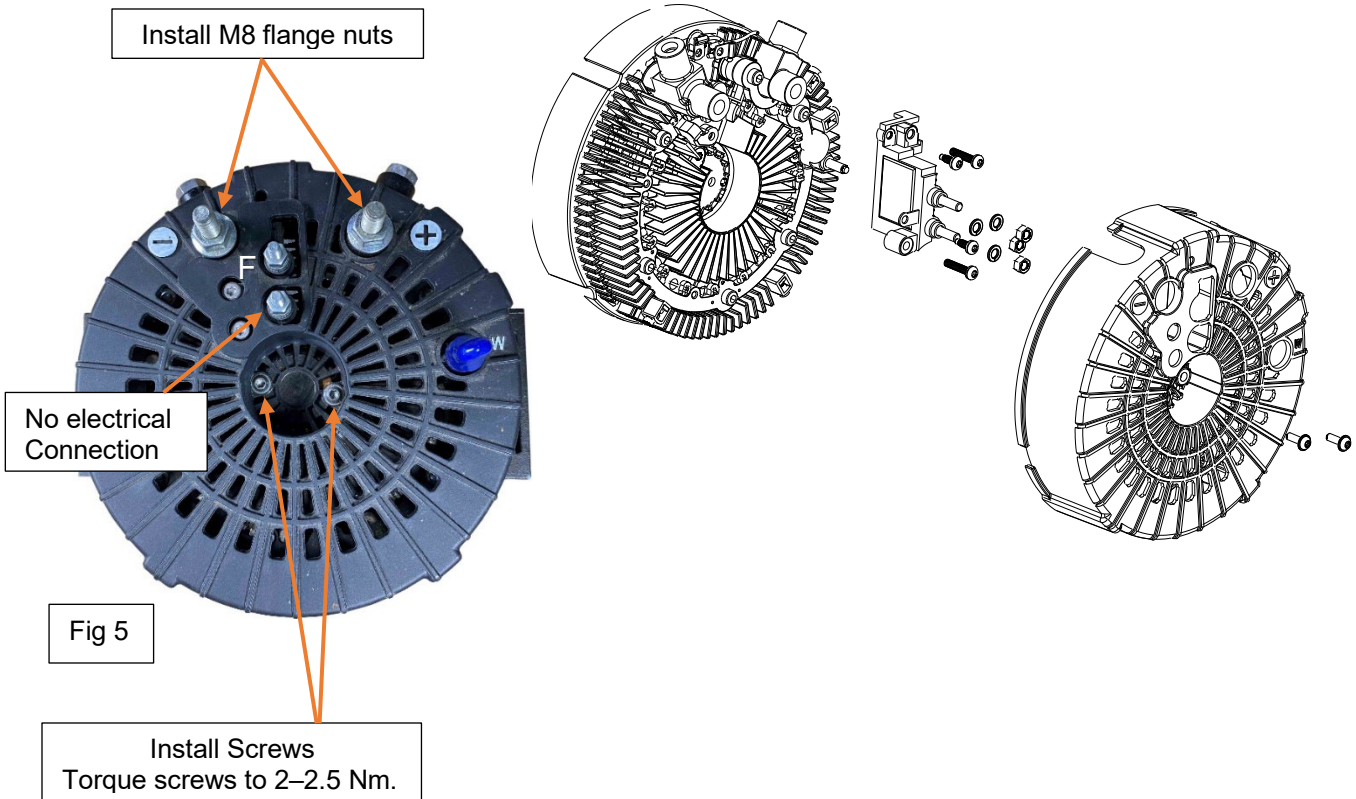 Install M8 flange nuts
−
+
F
W
No electrical
Connection
Fig 5
Install Screws
Torque screws to 2–2.5 Nm.
−
+
W